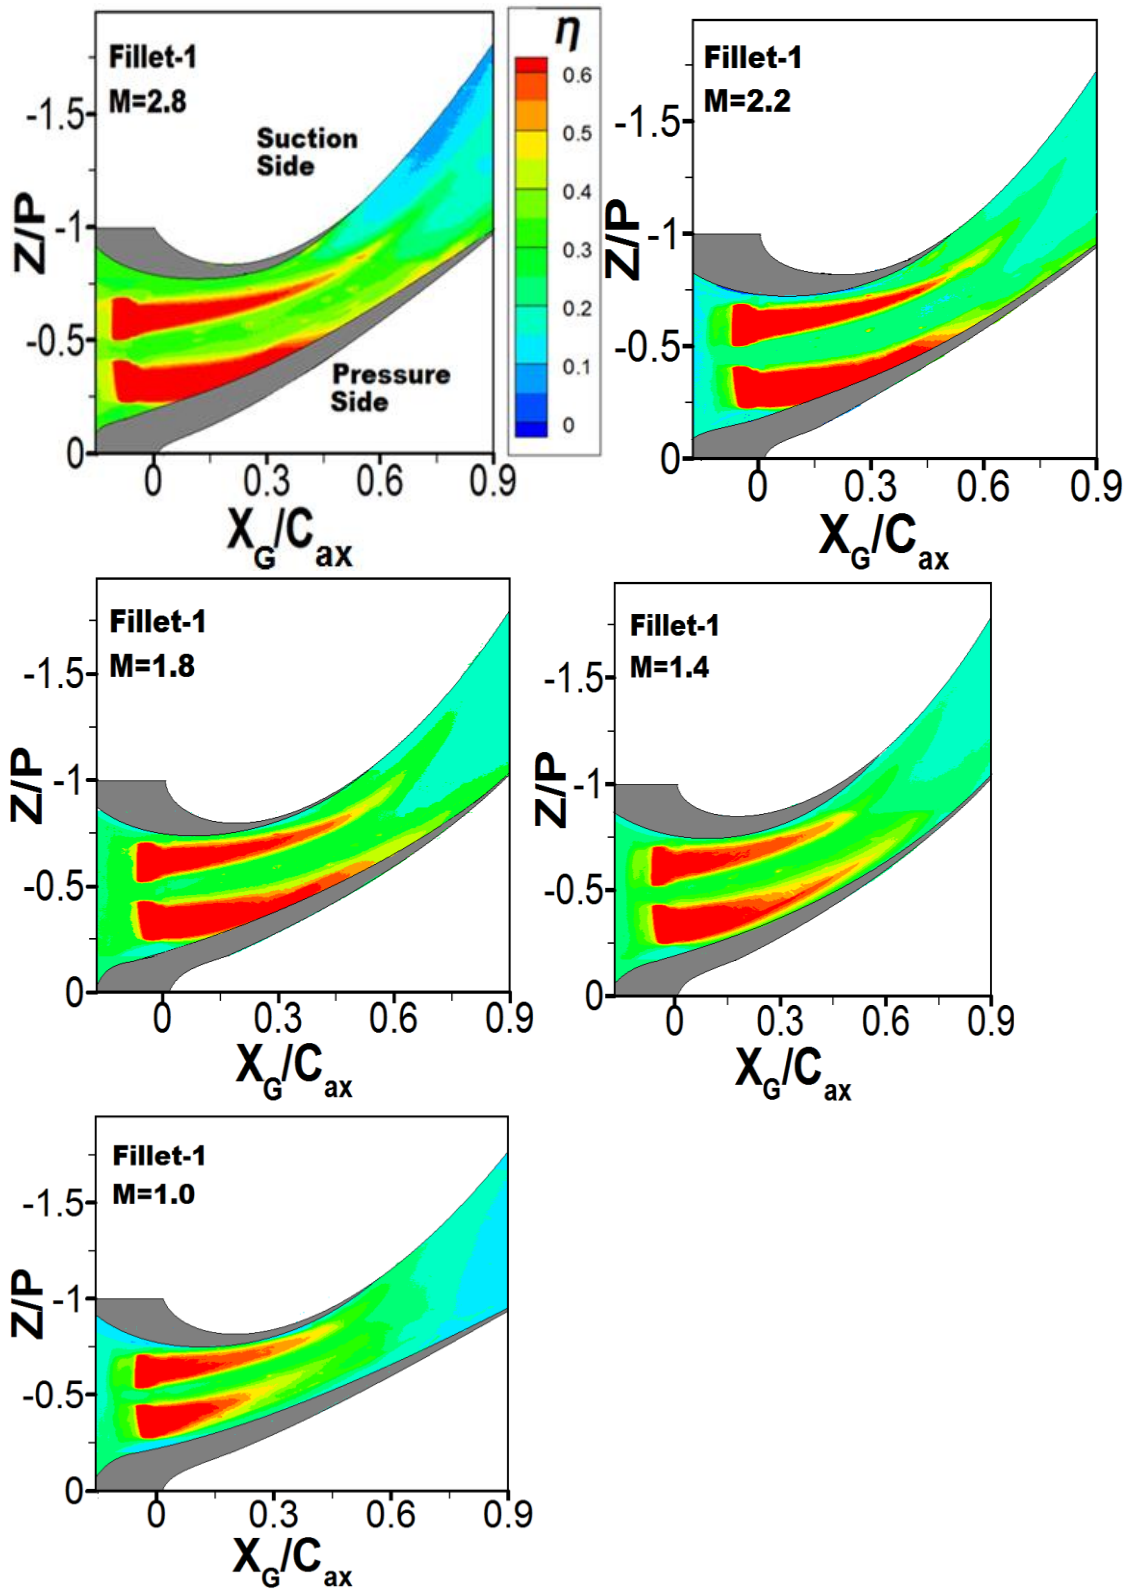 Fillet-1
M=2.8
Suction
Side
Pressure
Side
Z/P
-1.5
-1
-0.5
0
0
0.3
0.6
0.9
X_G/C_ax
η
0.6
0.5
0.4
0.3
0.2
0.1
0
Fillet-1
M=2.2
Z/P
-1.5
-1
-0.5
0
0
0.3
0.6
0.9
X_G/C_ax
Fillet-1
M=1.8
Z/P
-1.5
-1
-0.5
0
0
0.3
0.6
0.9
X_G/C_ax
Fillet-1
M=1.4
Z/P
-1.5
-1
-0.5
0
0
0.3
0.6
0.9
X_G/C_ax
Fillet-1
M=1.0
Z/P
-1.5
-1
-0.5
0
0
0.3
0.6
0.9
X_G/C_ax